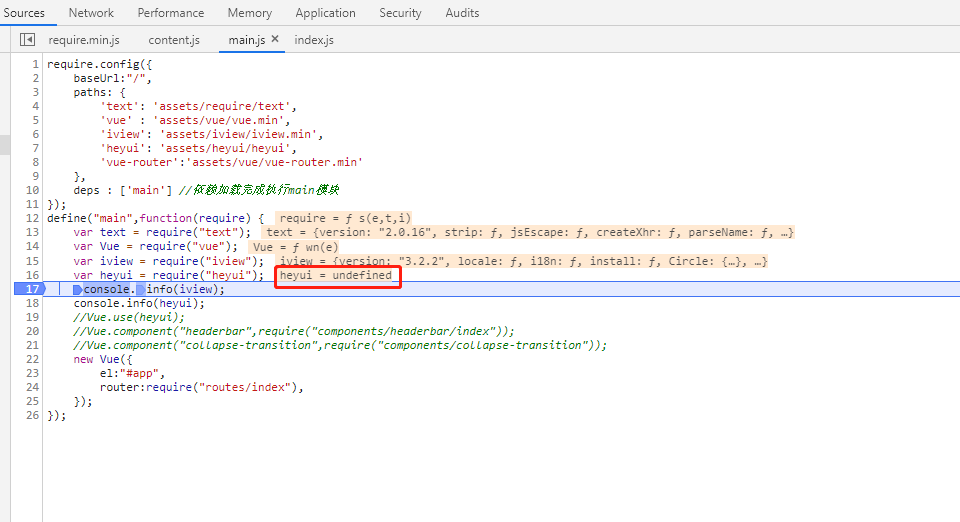 Sources Network Performance Memory Application Security Audits
require.min.js content.js main.js × index.js
1 require.config({
2 baseUrl:"/",
3 paths: {
4 'text': 'assets/require/text',
5 'vue' : 'assets/vue/vue.min',
6 'iview': 'assets/iview/iview.min',
7 'heyui': 'assets/heyui/heyui',
8 'vue-router':'assets/vue/vue-router.min'
9 },
10 deps : ['main'] //依赖加载完成执行main模块
11 });
12 define("main",function(require) { require = ƒ s(e,t,i)
13 var text = require("text"); text = {version: "2.0.16", strip: ƒ, jsEscape: ƒ, createXhr: ƒ, parseName: ƒ, …}
14 var Vue = require("vue"); Vue = ƒ wn(e)
15 var iview = require("iview"); iview = {version: "3.2.2", locale: ƒ, i18n: ƒ, install: ƒ, Circle: {…}, …}
16 var heyui = require("heyui"); heyui = undefined
17 console.info(iview);
18 console.info(heyui);
19 //Vue.use(heyui);
20 //Vue.component("headerbar",require("components/headerbar/index"));
21 //Vue.component("collapse-transition",require("components/collapse-transition"));
22 new Vue({
23 el:"#app",
24 router:require("routes/index"),
25 });
26 });